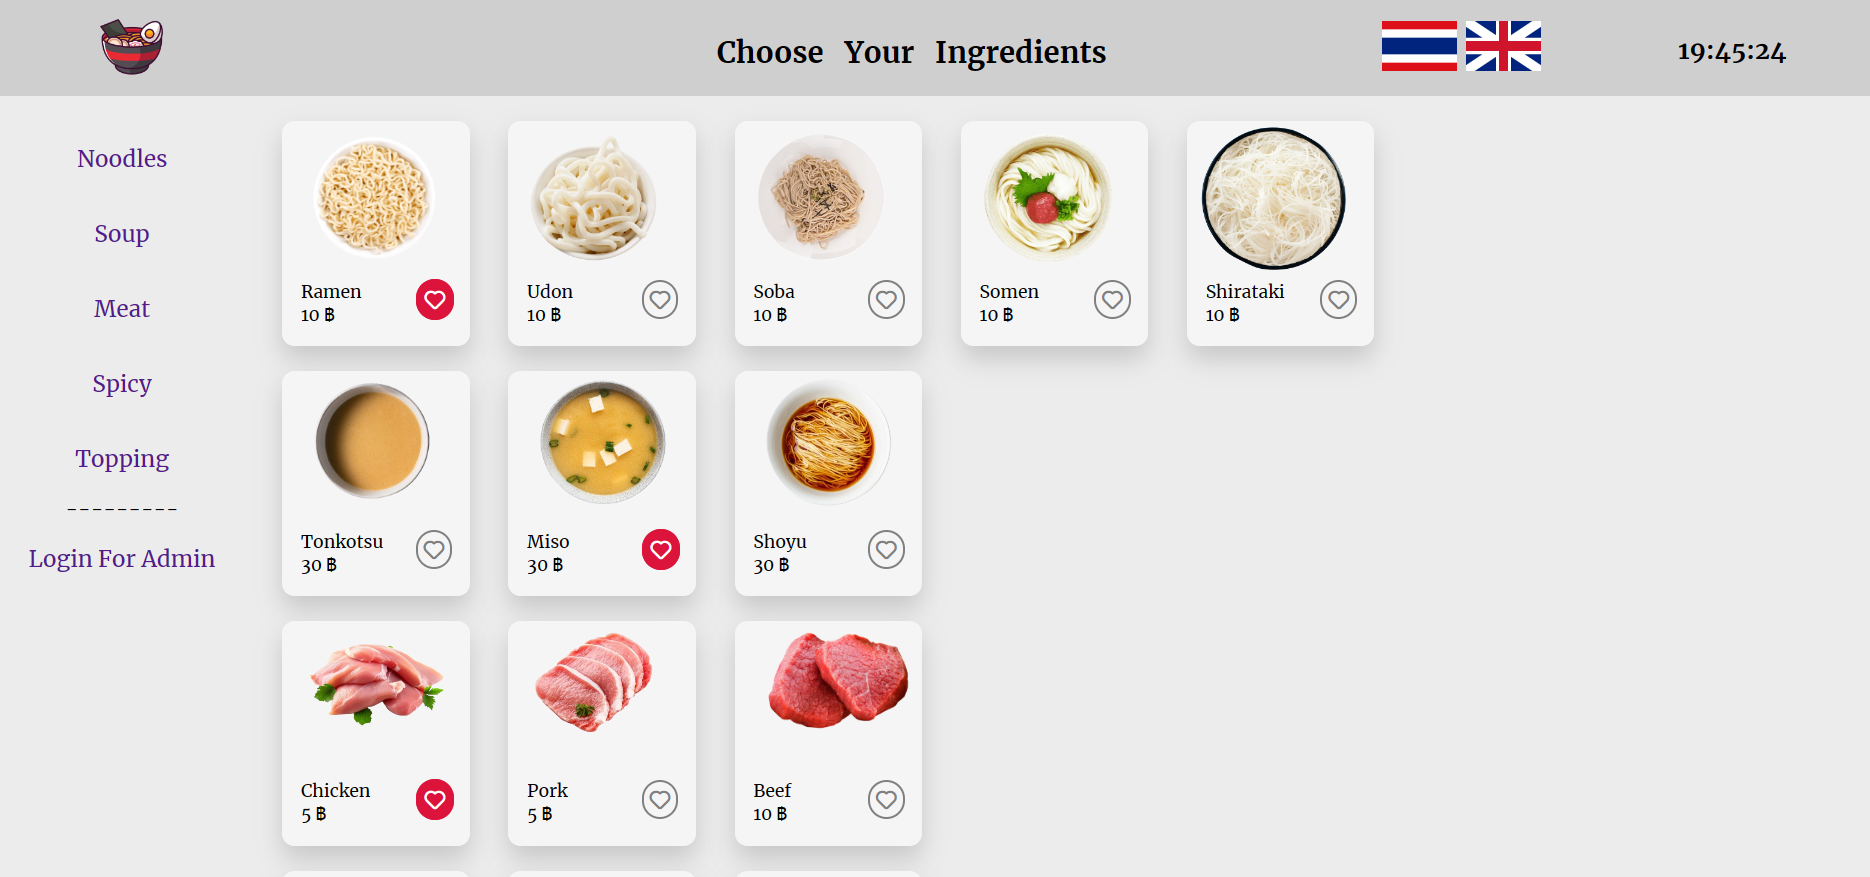 Choose Your Ingredients
19:45:24
Noodles
Soup
Meat
Spicy
Topping
---------
Login For Admin
Ramen
10 ฿
Udon
10 ฿
Soba
10 ฿
Somen
10 ฿
Shirataki
10 ฿
Tonkotsu
30 ฿
Miso
30 ฿
Shoyu
30 ฿
Chicken
5 ฿
Pork
5 ฿
Beef
10 ฿